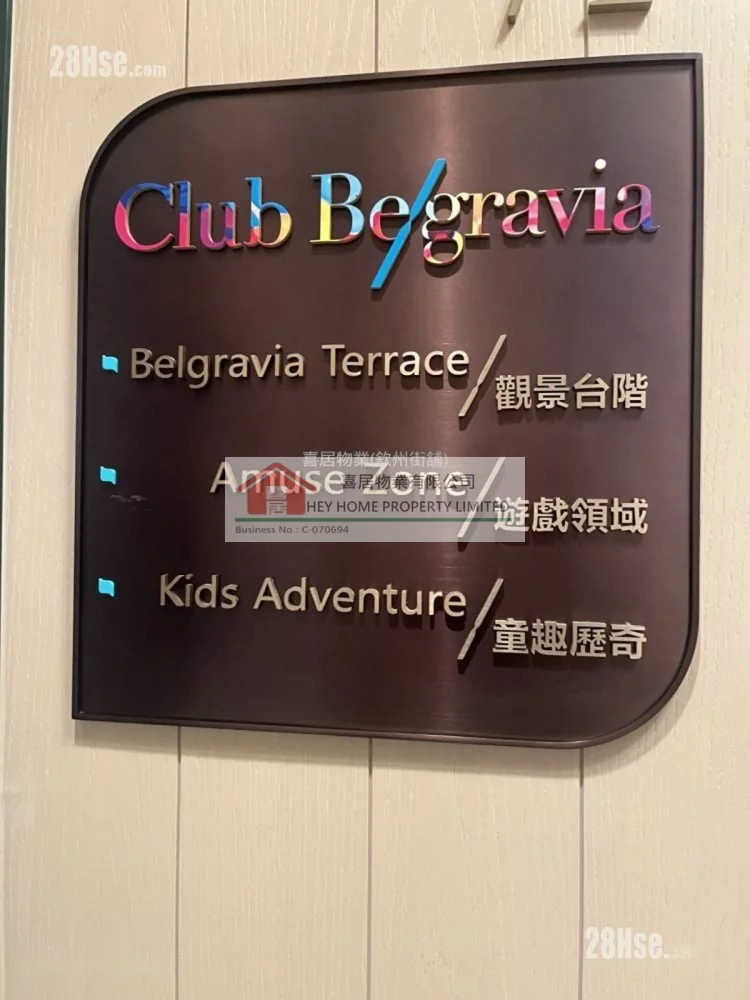 28Hse.com
Club Belgravia
Belgravia Terrace / 觀景台階
喜居物業(欽州街舖)
Amuse Zone / 遊戲領域
喜居物業有限公司
HEY HOME PROPERTY LIMITED
Business No.: C-070694
Kids Adventure / 童趣歷奇
28Hse.com